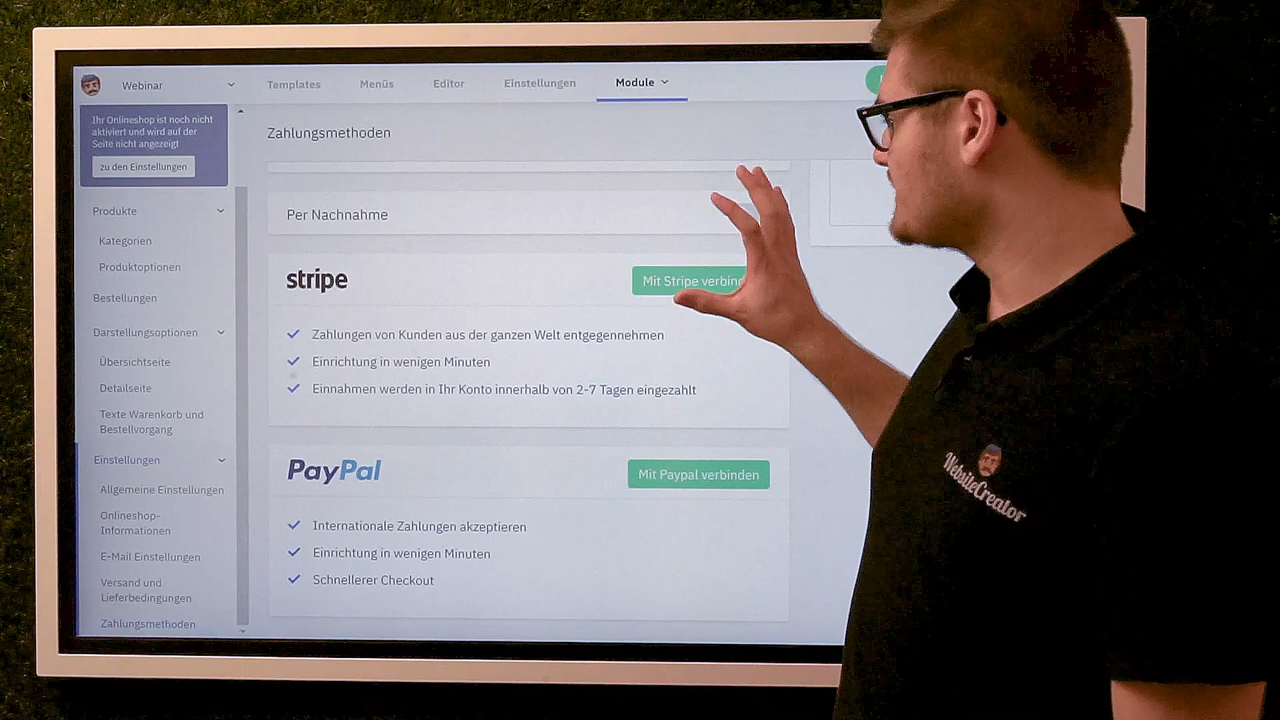 Webinar
Templates
Menüs
Editor
Einstellungen
Module
Ihr Onlineshop ist noch nicht
aktiviert und wird auf der
Seite nicht angezeigt
zu den Einstellungen
Produkte
Kategorien
Produktoptionen
Bestellungen
Darstellungsoptionen
Übersichtseite
Detailseite
Texte Warenkorb und
Bestellvorgang
Einstellungen
Allgemeine Einstellungen
Onlineshop-
Informationen
E-Mail Einstellungen
Versand und
Lieferbedingungen
Zahlungsmethoden
Zahlungsmethoden
Per Nachnahme
stripe
Mit Stripe verbind
Zahlungen von Kunden aus der ganzen Welt entgegennehmen
Einrichtung in wenigen Minuten
Einnahmen werden in Ihr Konto innerhalb von 2-7 Tagen eingezahlt
PayPal
Mit Paypal verbinden
Internationale Zahlungen akzeptieren
Einrichtung in wenigen Minuten
Schnellerer Checkout
WebsiteCreator